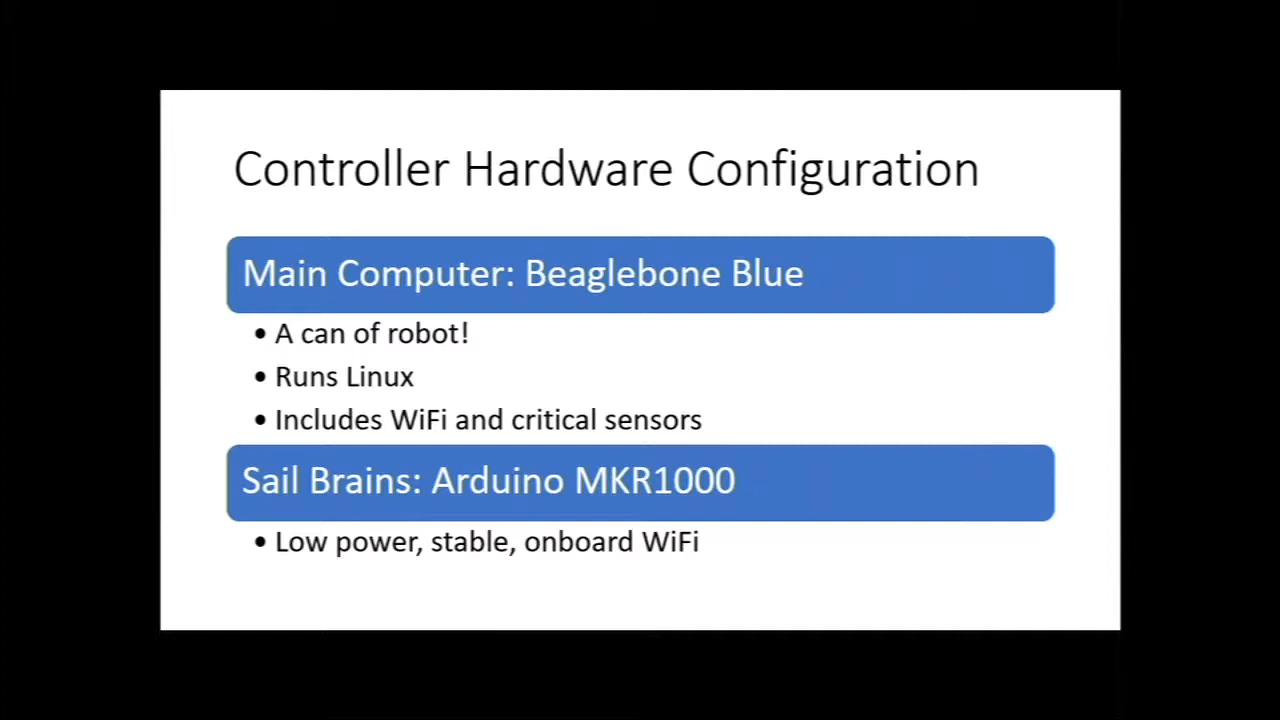 Controller Hardware Configuration
Main Computer: Beaglebone Blue
• A can of robot!
• Runs Linux
• Includes WiFi and critical sensors
Sail Brains: Arduino MKR1000
• Low power, stable, onboard WiFi